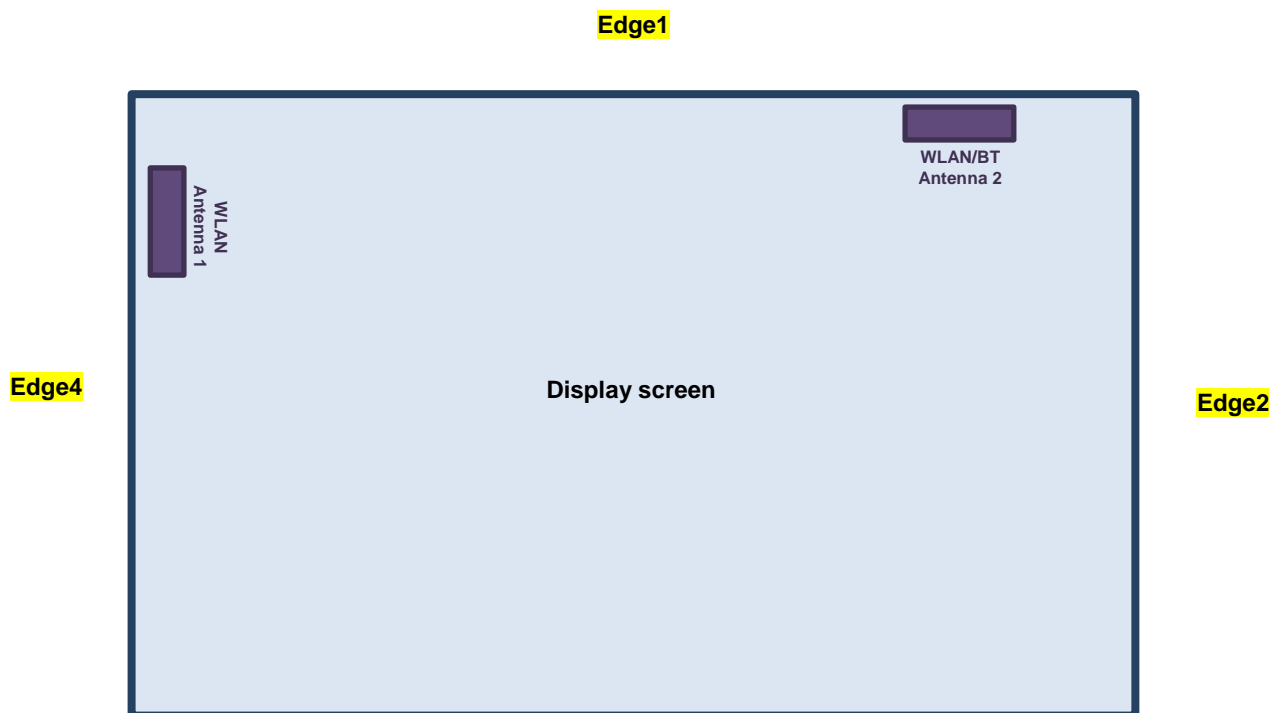 Edge1
WLAN/BT
Antenna 2
WLAN
Antenna 1
Edge4
Display screen
Edge2